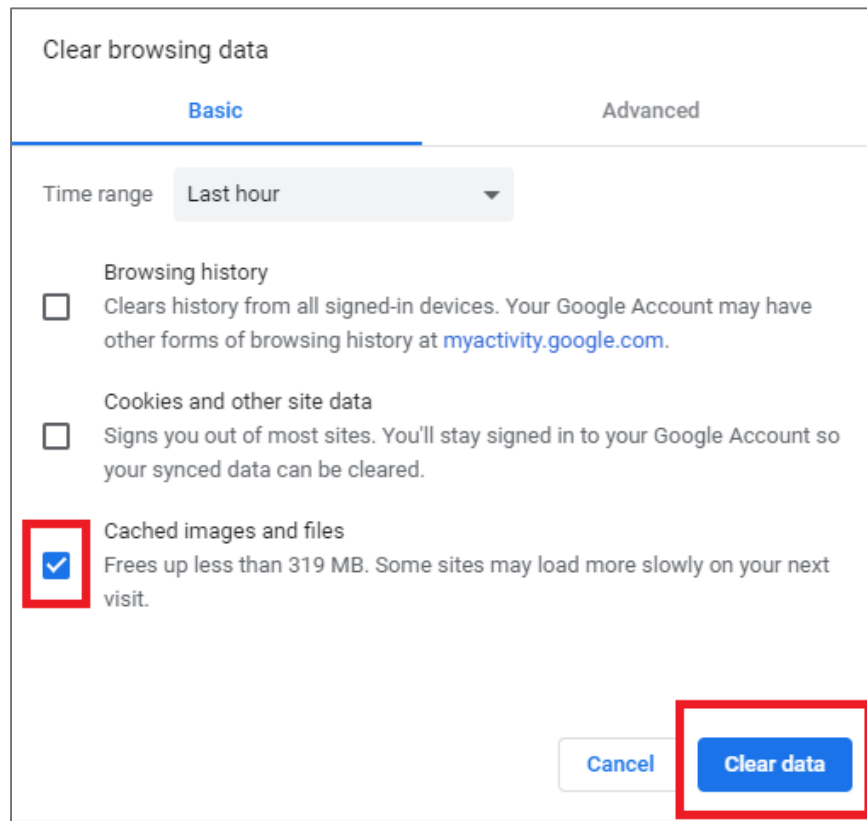 Clear browsing data
Basic
Advanced
Time range
Last hour
Browsing history
Clears history from all signed-in devices. Your Google Account may have
other forms of browsing history at myactivity.google.com.
Cookies and other site data
Signs you out of most sites. You'll stay signed in to your Google Account so
your synced data can be cleared.
Cached images and files
Frees up less than 319 MB. Some sites may load more slowly on your next
visit.
Cancel
Clear data